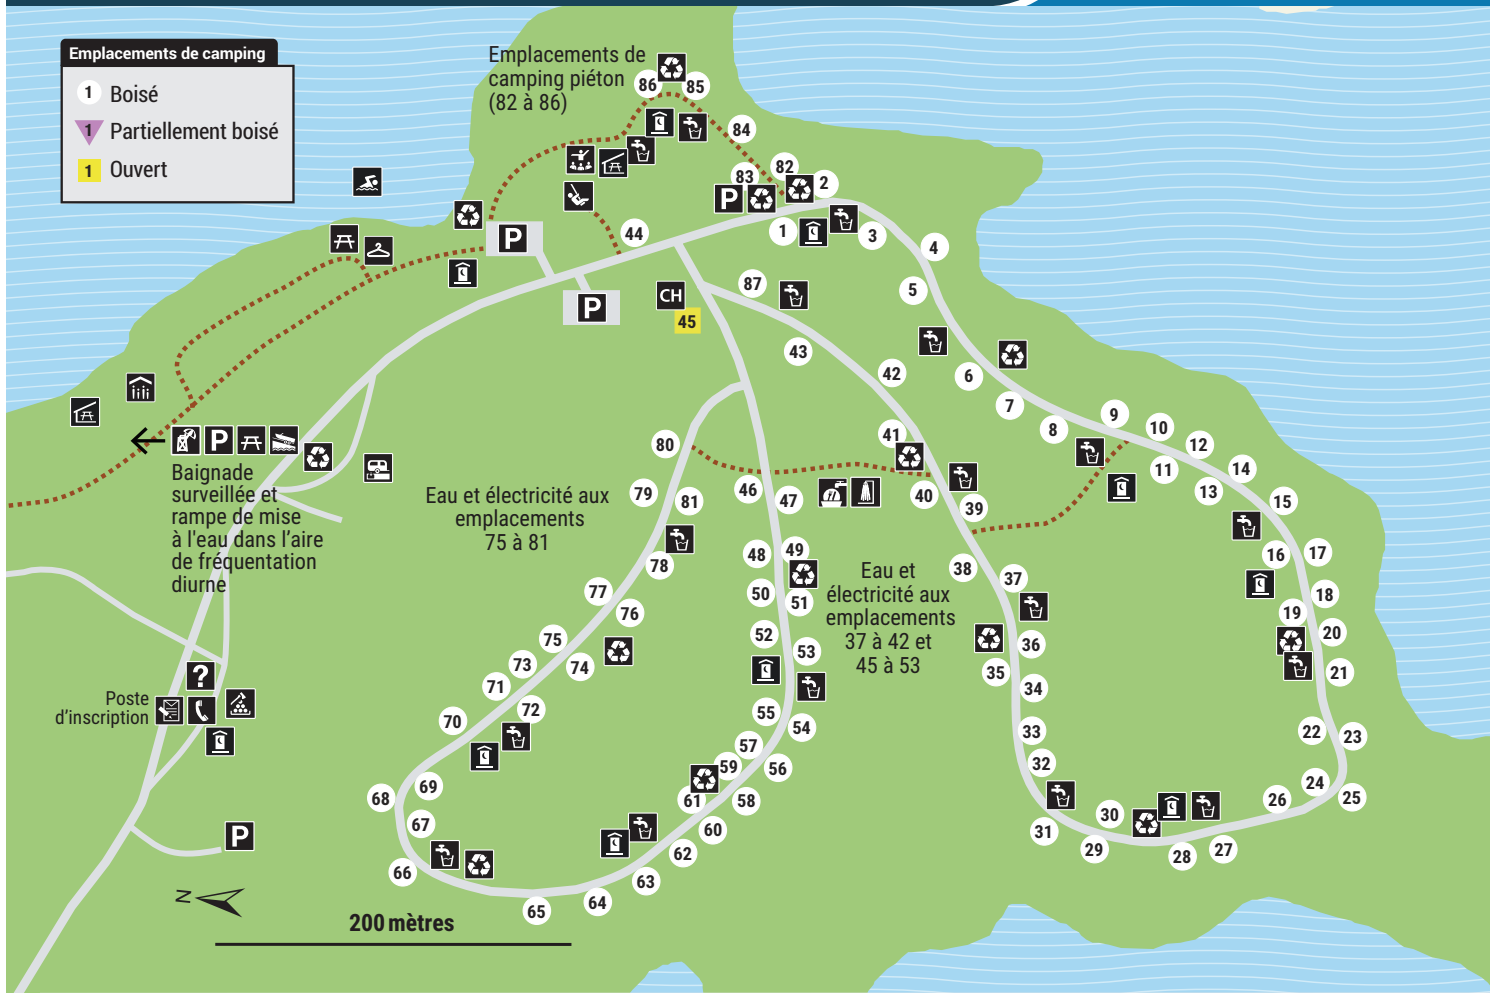 Emplacements de camping
1 Boisé
1 Partiellement boisé
1 Ouvert
Emplacements de
camping piéton
(82 à 86)
86
85
84
82
83
P
2
1
3
4
5
44
P
P
CH
45
87
43
42
6
7
8
9
10
11
12
13
14
15
16
17
18
19
20
21
22
23
24
25
26
27
28
29
30
31
32
33
34
35
36
37
38
39
40
41
P
Baignade
surveillée et
rampe de mise
à l'eau dans l'aire
de fréquentation
diurne
Eau et électricité aux
emplacements
75 à 81
Eau et
électricité aux
emplacements
37 à 42 et
45 à 53
80
79
81
78
77
76
75
74
73
71
72
70
69
68
67
66
65
64
63
62
60
61
58
59
57
56
55
54
53
52
51
50
49
48
47
46
?
Poste
d'inscription
P
N
200 mètres